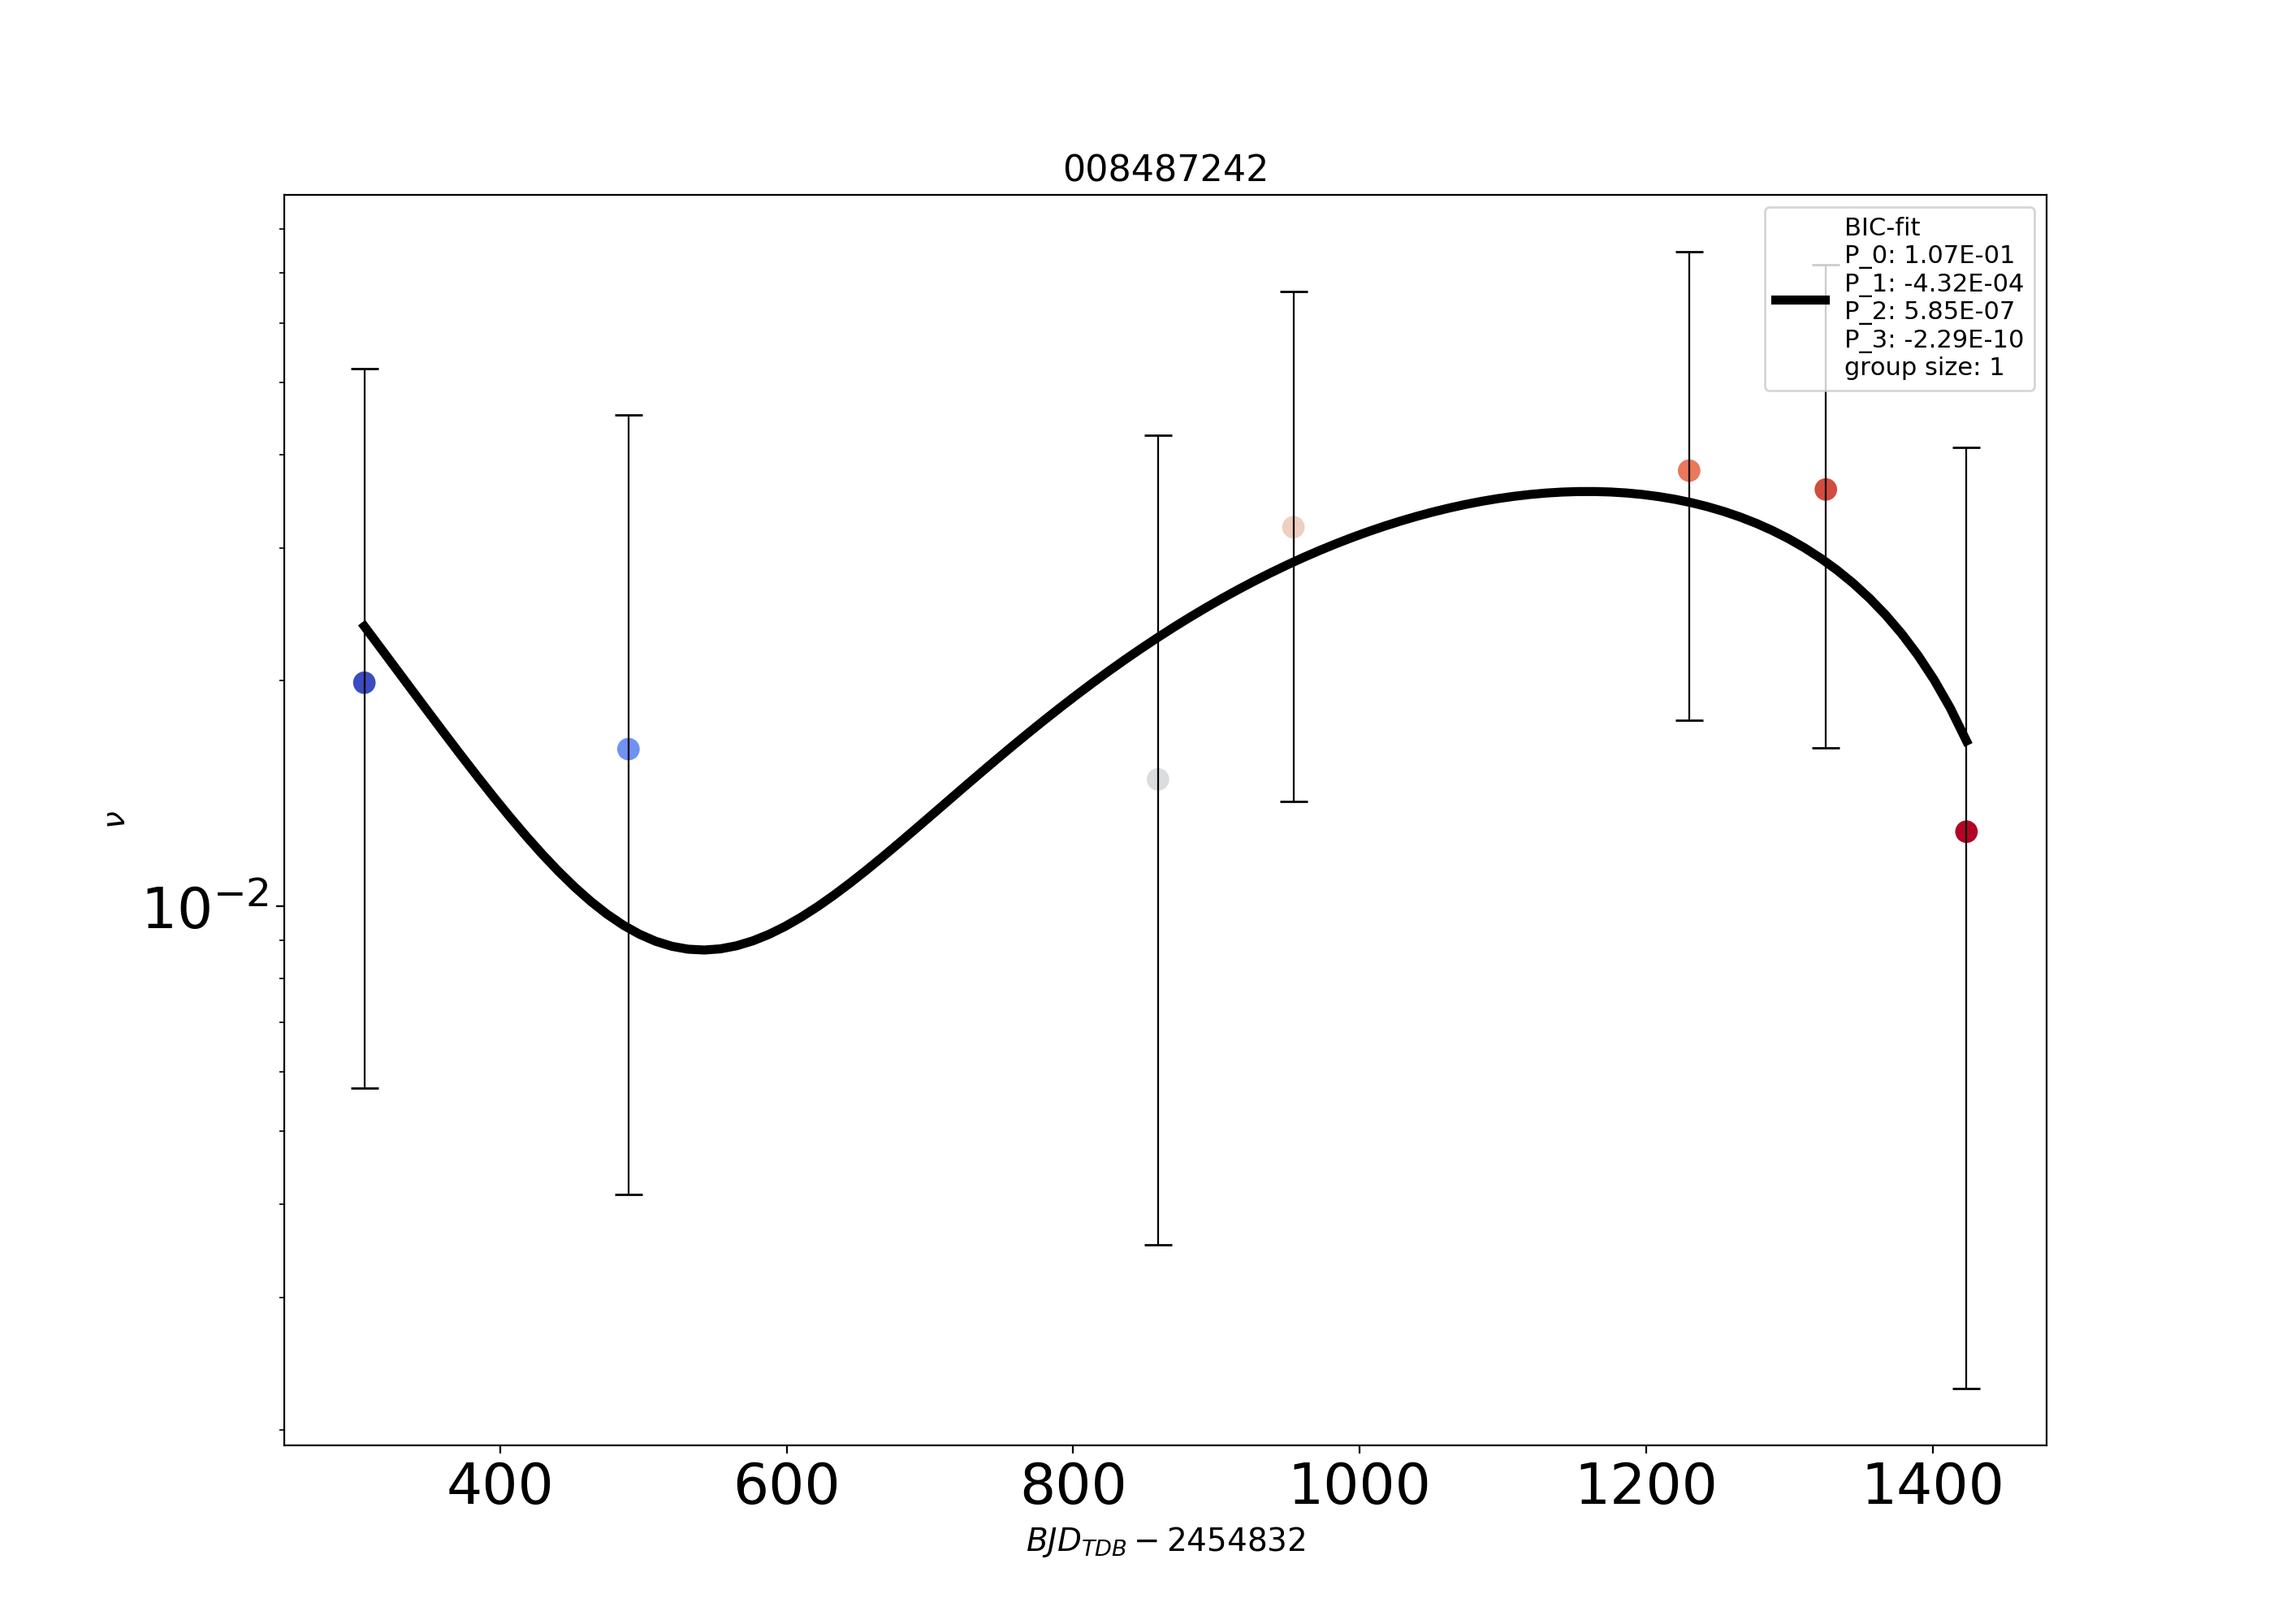 008487242
BIC-fit
P_0: 1.07E-01
P_1: -4.32E-04
P_2: 5.85E-07
P_3: -2.29E-10
group size: 1
ν
10⁻²
400 600 800 1000 1200 1400
BJD_TDB − 2454832